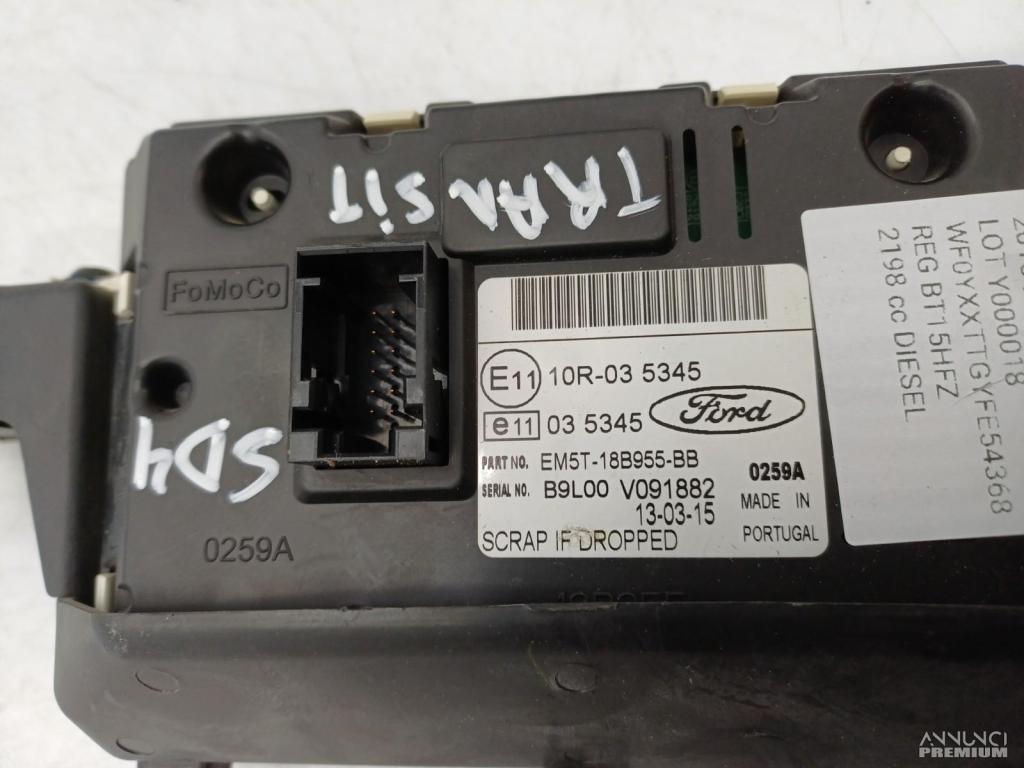 TRANSIT
FoMoCo
SD4
0259A
E11 10R-03 5345
e11 03 5345
Ford
PART NO. EM5T-18B955-BB
0259A
SERIAL NO. B9L00 V091882
13-03-15
MADE IN
PORTUGAL
SCRAP IF DROPPED
LOT Y000018
WF0YXXTTGYFE54368
REG BT15HFZ
2198 cc DIESEL
ANNUNCI
PREMIUM